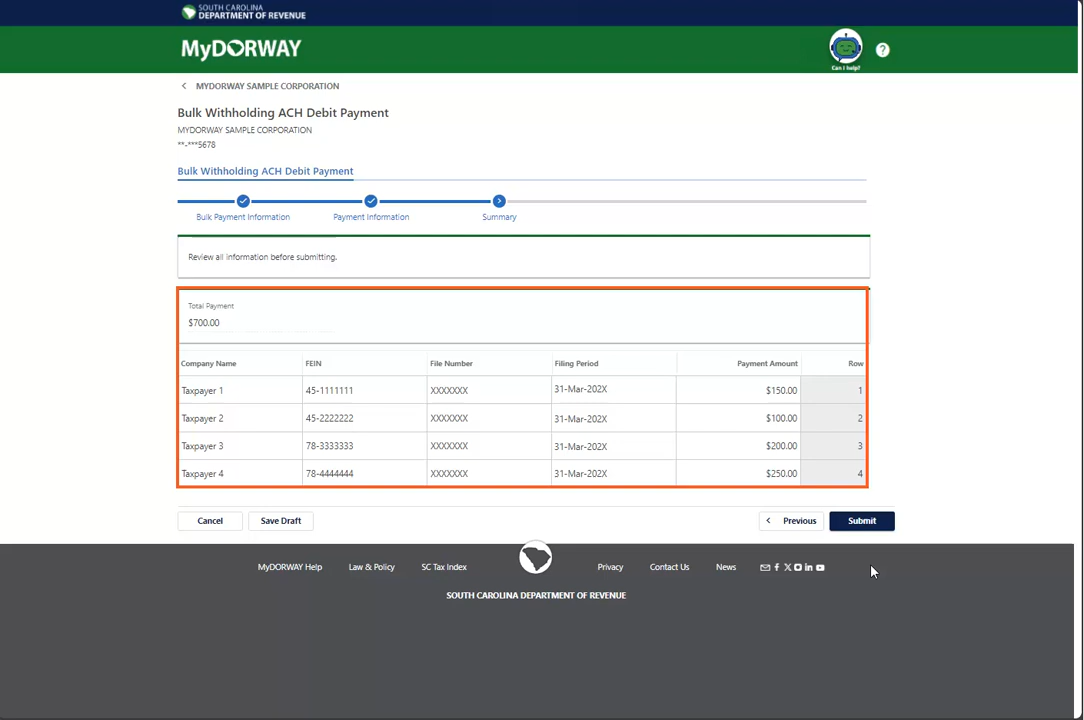 SOUTH CAROLINA
DEPARTMENT OF REVENUE
MyDORWAY
Can I help?
?
< MYDORWAY SAMPLE CORPORATION
Bulk Withholding ACH Debit Payment
MYDORWAY SAMPLE CORPORATION
**-***5678
Bulk Withholding ACH Debit Payment
Bulk Payment Information Payment Information Summary
Review all information before submitting.
Total Payment
$700.00
Company Name FEIN File Number Filing Period Payment Amount Row
Taxpayer 1 45-1111111 XXXXXXX 31-Mar-202X $150.00 1
Taxpayer 2 45-2222222 XXXXXXX 31-Mar-202X $100.00 2
Taxpayer 3 78-3333333 XXXXXXX 31-Mar-202X $200.00 3
Taxpayer 4 78-4444444 XXXXXXX 31-Mar-202X $250.00 4
Cancel Save Draft < Previous Submit
MyDORWAY Help Law & Policy SC Tax Index Privacy Contact Us News
SOUTH CAROLINA DEPARTMENT OF REVENUE